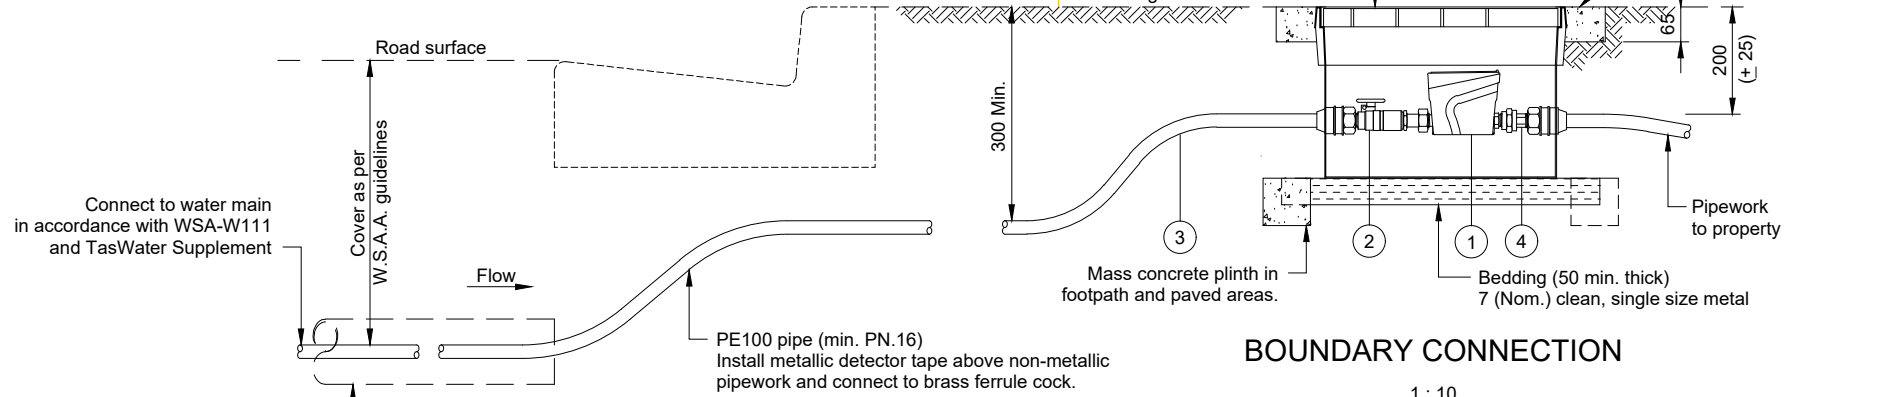 Road surface
Cover as per
W.S.A.A. guidelines
Connect to water main
in accordance with WSA-W111
and TasWater Supplement
Flow
PE100 pipe (min. PN.16)
Install metallic detector tape above non-metallic
pipework and connect to brass ferrule cock.
300 Min.
65
200
(± 25)
3
2
1
4
Mass concrete plinth in
footpath and paved areas.
Bedding (50 min. thick)
7 (Nom.) clean, single size metal
Pipework
to property
BOUNDARY CONNECTION
1 : 10